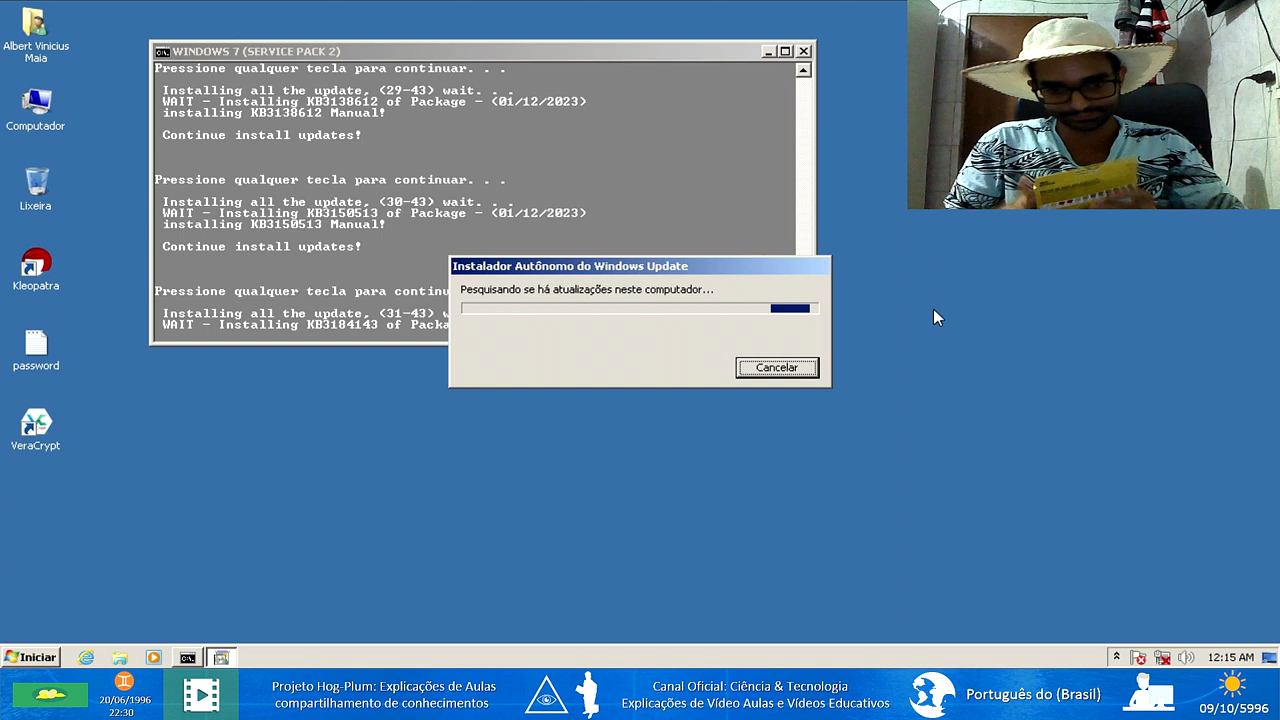 Albert Vinicius
Maia
Computador
Lixeira
Kleopatra
password
VeraCrypt
WINDOWS 7 (SERVICE PACK 2)
Pressione qualquer tecla para continuar. . .
Installing all the update, (29-43) wait. . .
WAIT - Installing KB3138612 of Package - (01/12/2023)
installing KB3138612 Manual!
Continue install updates!
Pressione qualquer tecla para continuar. . .
Installing all the update, (30-43) wait. . .
WAIT - Installing KB3150513 of Package - (01/12/2023)
installing KB3150513 Manual!
Continue install updates!
Pressione qualquer tecla para continu
Installing all the update, (31-43) w
WAIT - Installing KB3184143 of Packa
Instalador Autônomo do Windows Update
Pesquisando se há atualizações neste computador...
Cancelar
Iniciar
12:15 AM
20/06/1996
22:30
Projeto Hog-Plum: Explicações de Aulas
compartilhamento de conhecimentos
Canal Oficial: Ciência & Tecnologia
Explicações de Vídeo Aulas e Vídeos Educativos
Português do (Brasil)
09/10/5996